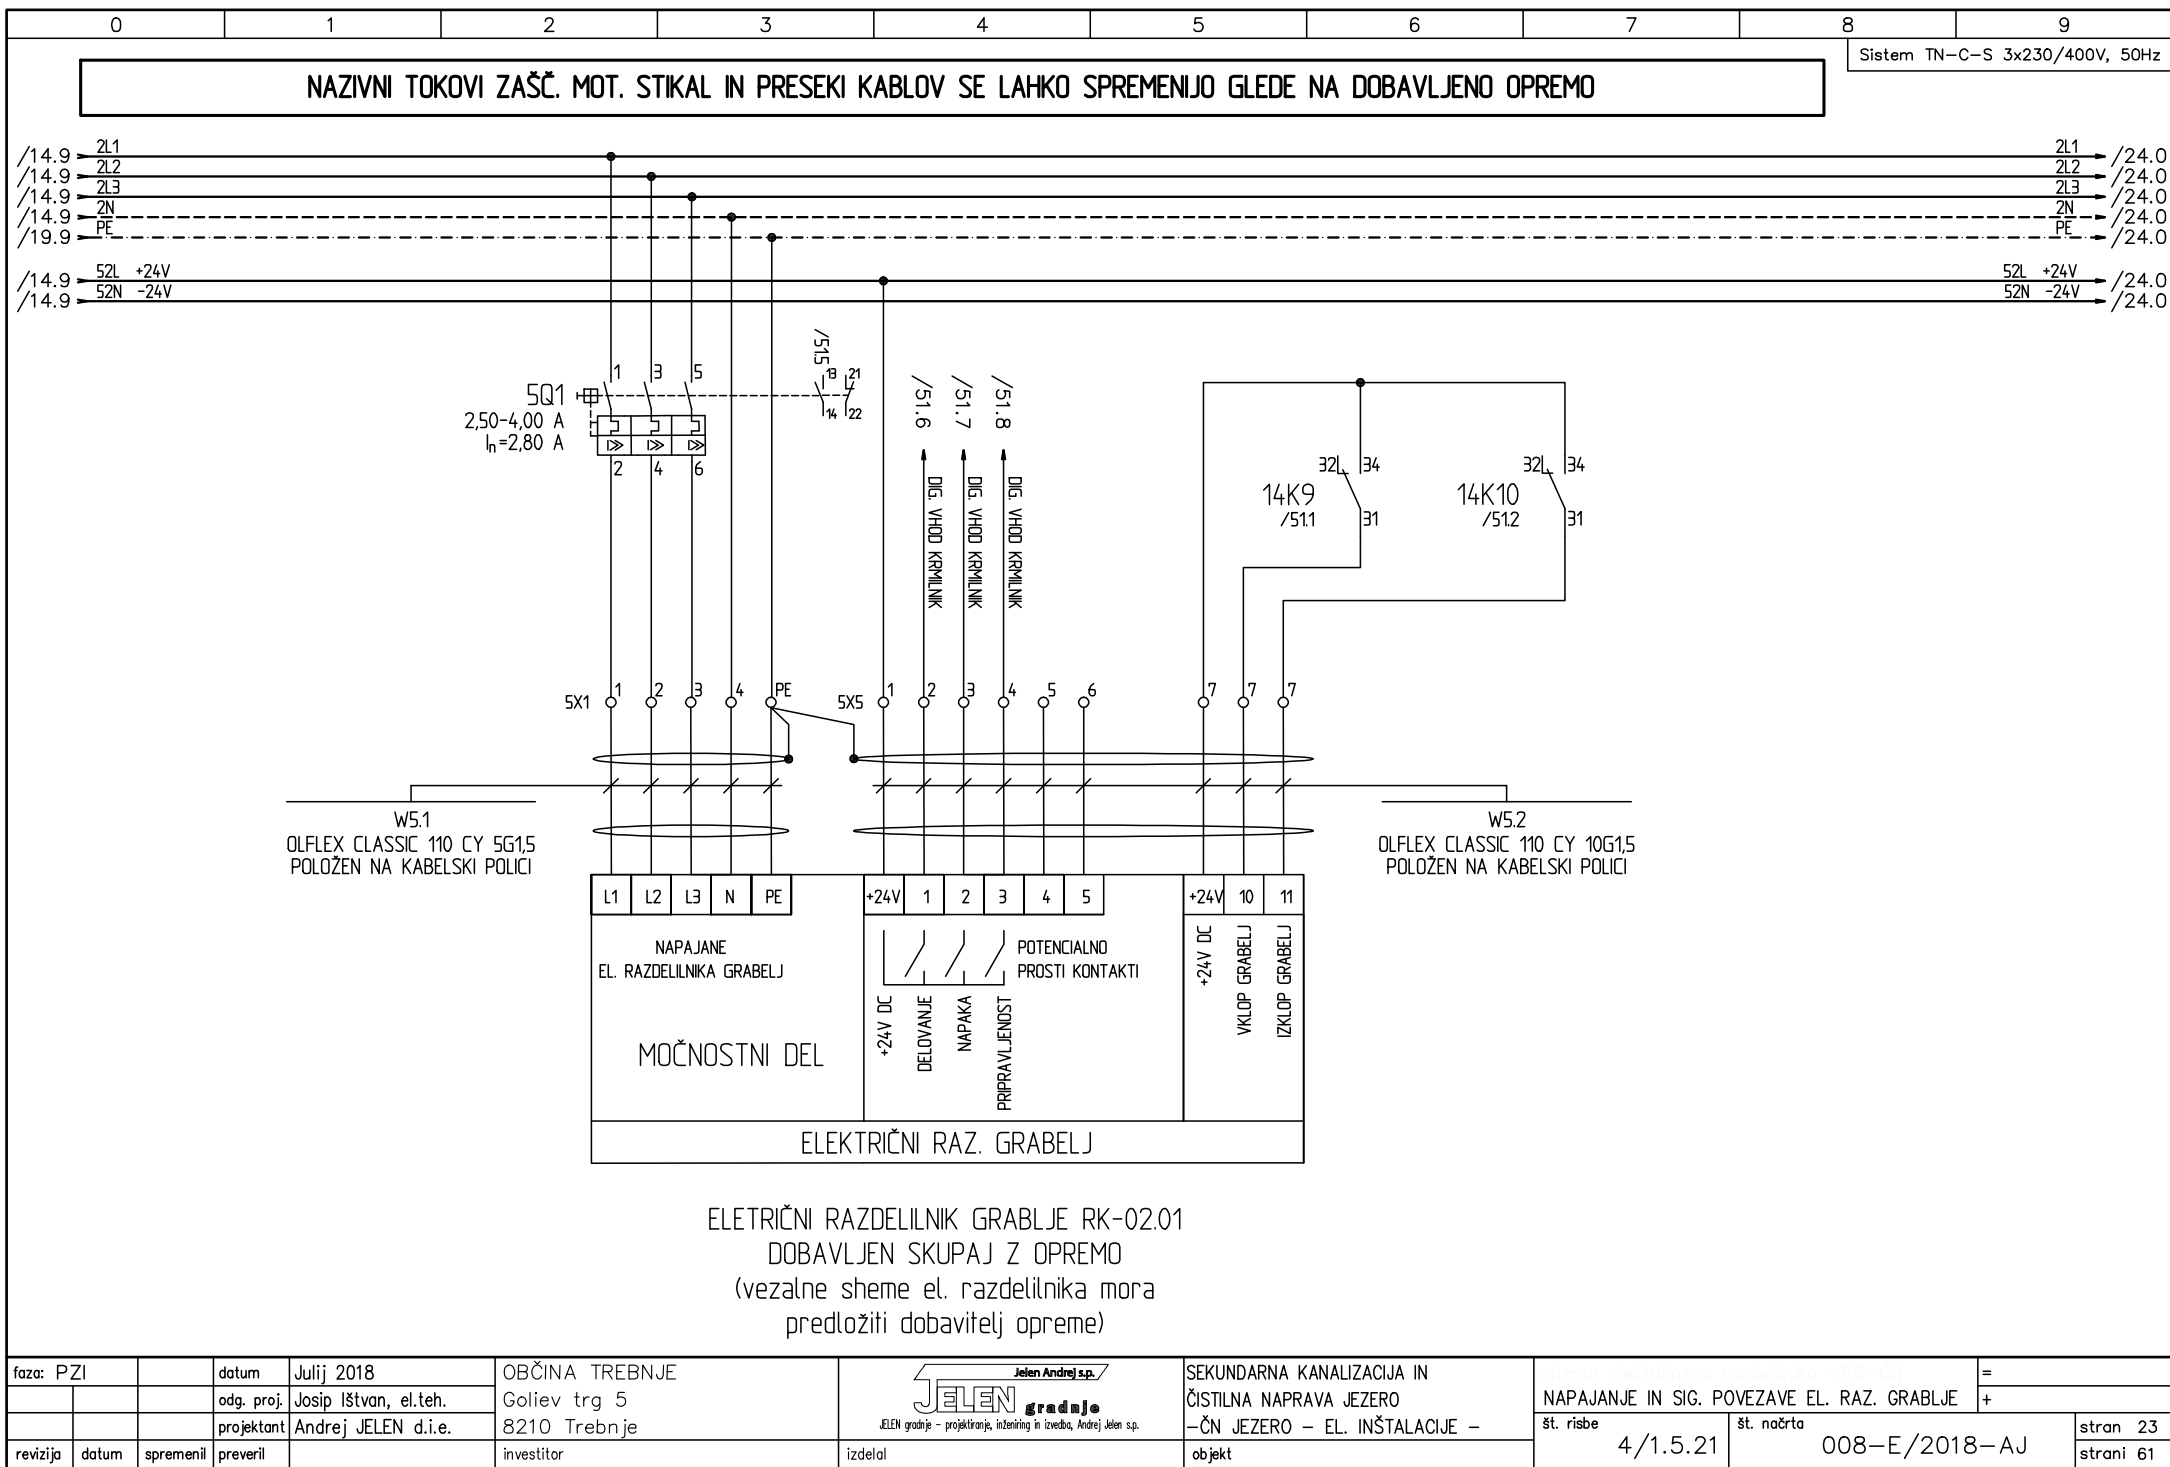 0 1 2 3 4 5 6 7 8 9
Sistem TN-C-S 3x230/400V, 50Hz
NAZIVNI TOKOVI ZAŠČ. MOT. STIKAL IN PRESEKI KABLOV SE LAHKO SPREMENIJO GLEDE NA DOBAVLJENO OPREMO
/14.9 2L1 2L1 /24.0
/14.9 2L2 2L2 /24.0
/14.9 2L3 2L3 /24.0
/14.9 2N 2N /24.0
/19.9 PE PE /24.0
/14.9 52L +24V 52L +24V /24.0
/14.9 52N -24V 52N -24V /24.0
/51.5
13 21
14 22
1 3 5
5Q1
2,50-4,00 A
In=2,80 A
2 4 6
/51.6 /51.7 /51.8
DIG. VHOD KRMILNIK
DIG. VHOD KRMILNIK
DIG. VHOD KRMILNIK
32 34
14K9
/51.1
31
32 34
14K10
/51.2
31
5X1 1 2 3 4 PE
5X5 1 2 3 4 5 6 7 7 7
W5.1
OLFLEX CLASSIC 110 CY 5G1,5
POLOŽEN NA KABELSKI POLICI
W5.2
OLFLEX CLASSIC 110 CY 10G1,5
POLOŽEN NA KABELSKI POLICI
L1 L2 L3 N PE
+24V 1 2 3 4 5
+24V 10 11
NAPAJANE
EL. RAZDELILNIKA GRABELJ
MOČNOSTNI DEL
POTENCIALNO
PROSTI KONTAKTI
+24V DC
DELOVANJE
NAPAKA
PRIPRAVLJENOST
+24V DC
VKLOP GRABELJ
IZKLOP GRABELJ
ELEKTRIČNI RAZ. GRABELJ
ELETRIČNI RAZDELILNIK GRABLJE RK-02.01
DOBAVLJEN SKUPAJ Z OPREMO
(vezalne sheme el. razdelilnika mora
predložiti dobavitelj opreme)
faza: PZI
datum Julij 2018
odg. proj. Josip Ištvan, el.teh.
projektant Andrej JELEN d.i.e.
revizija datum spremenil preveril
OBČINA TREBNJE
Goliev trg 5
8210 Trebnje
investitor
Jelen Andrej s.p.
JELEN gradnje
JELEN gradnje - projektiranje, inženiring in izvedba, Andrej Jelen s.p.
izdelal
SEKUNDARNA KANALIZACIJA IN
ČISTILNA NAPRAVA JEZERO
-ČN JEZERO - EL. INŠTALACIJE -
objekt
shema električnega razdelilnika +RG-ČN
NAPAJANJE IN SIG. POVEZAVE EL. RAZ. GRABLJE
=
+
št. risbe
4/1.5.21
št. načrta
008-E/2018-AJ
stran 23
strani 61